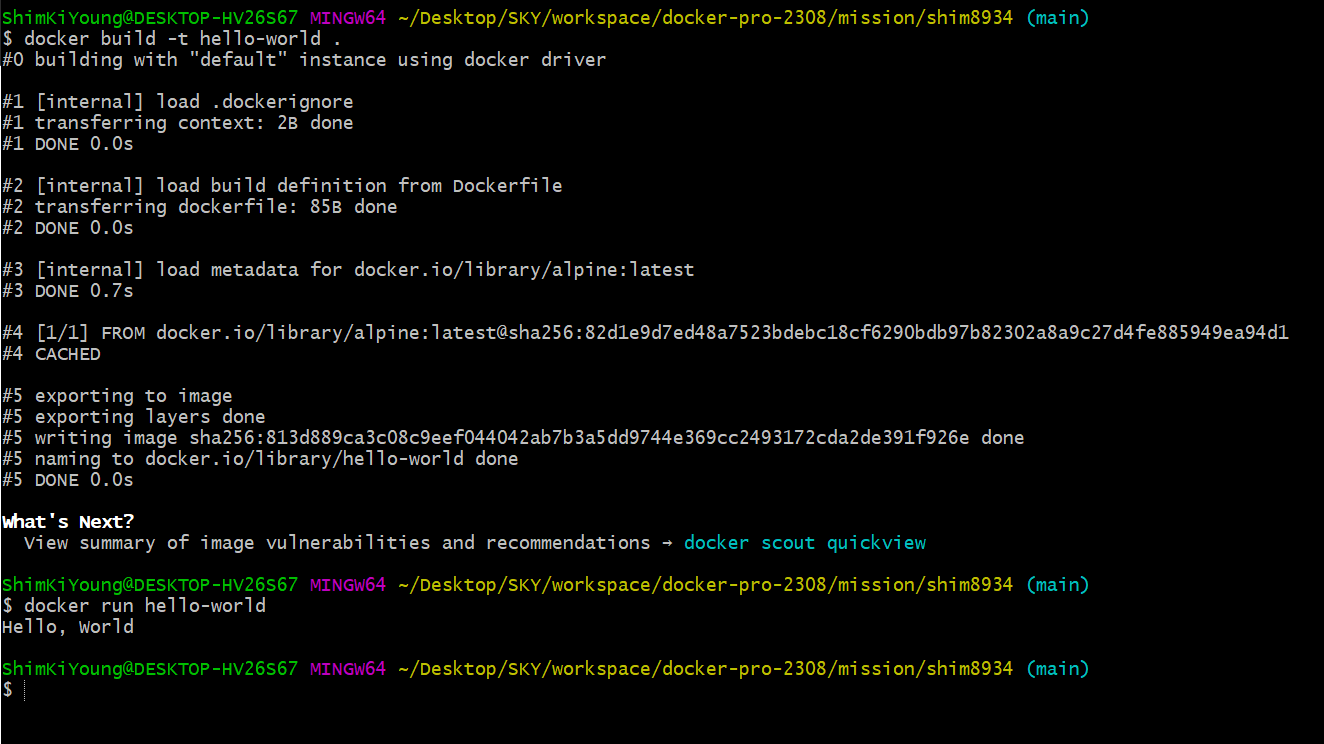 ShimKiYoung@DESKTOP-HV26S67 MINGW64 ~/Desktop/SKY/workspace/docker-pro-2308/mission/shim8934 (main)
$ docker build -t hello-world .
#0 building with "default" instance using docker driver
#1 [internal] load .dockerignore
#1 transferring context: 2B done
#1 DONE 0.0s
#2 [internal] load build definition from Dockerfile
#2 transferring dockerfile: 85B done
#2 DONE 0.0s
#3 [internal] load metadata for docker.io/library/alpine:latest
#3 DONE 0.7s
#4 [1/1] FROM docker.io/library/alpine:latest@sha256:82d1e9d7ed48a7523bdebc18cf6290bdb97b82302a8a9c27d4fe885949ea94d1
#4 CACHED
#5 exporting to image
#5 exporting layers done
#5 writing image sha256:813d889ca3c08c9eef044042ab7b3a5dd9744e369cc2493172cda2de391f926e done
#5 naming to docker.io/library/hello-world done
#5 DONE 0.0s
What's Next?
View summary of image vulnerabilities and recommendations → docker scout quickview
ShimKiYoung@DESKTOP-HV26S67 MINGW64 ~/Desktop/SKY/workspace/docker-pro-2308/mission/shim8934 (main)
$ docker run hello-world
Hello, World
ShimKiYoung@DESKTOP-HV26S67 MINGW64 ~/Desktop/SKY/workspace/docker-pro-2308/mission/shim8934 (main)
$